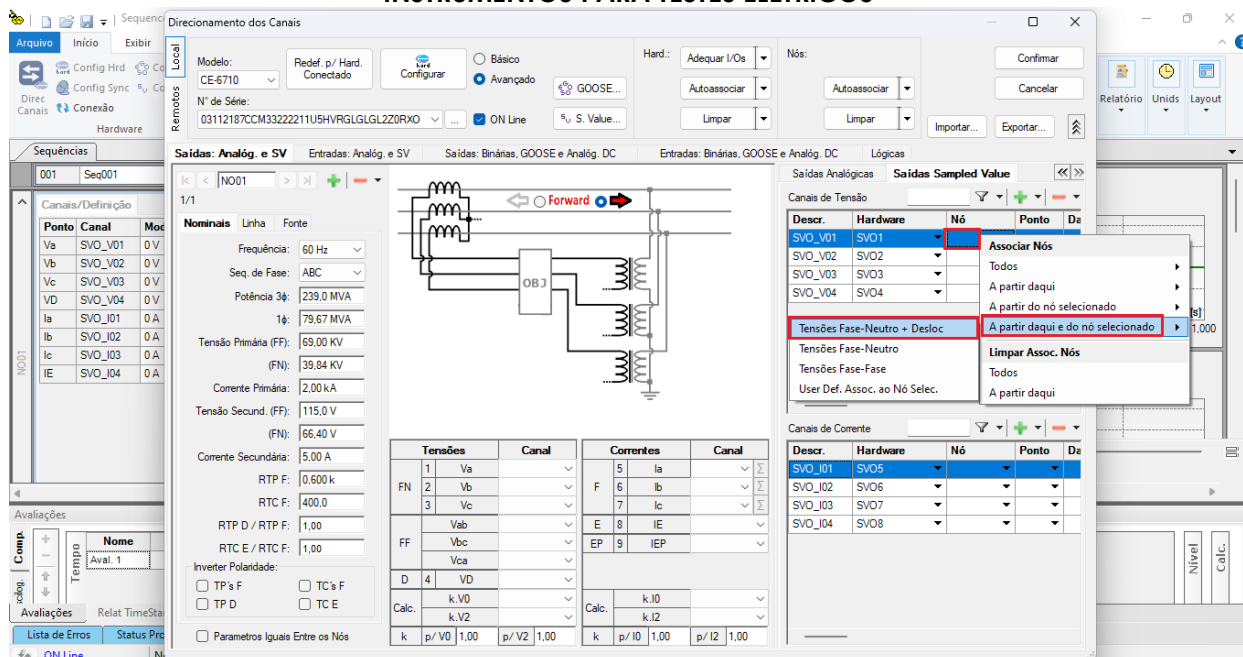 INSTRUMENTOS PARA TESTES ELÉTRICOS
Sequenc
Arquivo Início Exibir
Config Hrd
Config Sync
Direc Canais
Conexão
Hardware
Relatório Unids Layout
Sequências
001 Seq001
Canais/Definição
Ponto Canal Mod
Va SVO_V01 0 V
Vb SVO_V02 0 V
Vc SVO_V03 0 V
VD SVO_V04 0 V
Ia SVO_I01 0 A
Ib SVO_I02 0 A
Ic SVO_I03 0 A
IE SVO_I04 0 A
NO01
Avaliações
Comp.
Tempo
Nome
Aval. 1
Avaliações Relat TimeSta
Lista de Erros Status Pro
ON Line
Nível
Calc.
[s]
1,000
Direcionamento dos Canais
Local
Remotos
Modelo:
CE-6710
Redef. p/ Hard. Conectado
Configurar
Básico
Avançado
N° de Série:
03112187CCM33222211U5HVRGLGLGL2Z0RXO
...
ON Line
GOOSE...
S. Value...
Hard.:
Adequar I/Os
Autoassociar
Limpar
Nós:
Autoassociar
Limpar
Importar...
Exportar...
Confirmar
Cancelar
Saídas: Analóg. e SV Entradas: Analóg. e SV Saídas: Binárias, GOOSE e Analóg. DC Entradas: Binárias, GOOSE e Analóg. DC Lógicas
NO01
1/1
Nominais Linha Fonte
Frequência: 60 Hz
Seq. de Fase: ABC
Potência 3ϕ: 239,0 MVA
1ϕ: 79,67 MVA
Tensão Primária (FF): 69,00 KV
(FN): 39,84 KV
Corrente Primária: 2,00 kA
Tensão Secund. (FF): 115,0 V
(FN): 66,40 V
Corrente Secundária: 5,00 A
RTP F: 0,600 k
RTC F: 400,0
RTP D / RTP F: 1,00
RTC E / RTC F: 1,00
Inverter Polaridade:
TP's F TC's F
TP D TC E
Parametros Iguais Entre os Nós
Forward
OBJ
Tensões Canal
FN 1 Va
2 Vb
3 Vc
FF Vab
Vbc
Vca
D 4 VD
Calc. k.V0
k.V2
k p/ V0 1,00 p/ V2 1,00
Correntes Canal
F 5 Ia Σ
6 Ib Σ
7 Ic Σ
E 8 IE
EP 9 IEP
Calc. k.I0
k.I2
k p/ I0 1,00 p/ I2 1,00
Saídas Analógicas Saídas Sampled Value
Canais de Tensão
Descr. Hardware Nó Ponto Da
SVO_V01 SVO1
SVO_V02 SVO2
SVO_V03 SVO3
SVO_V04 SVO4
Associar Nós
Todos
A partir daqui
A partir do nó selecionado
A partir daqui e do nó selecionado
Limpar Assoc. Nós
Todos
A partir daqui
Tensões Fase-Neutro + Desloc
Tensões Fase-Neutro
Tensões Fase-Fase
User Def. Assoc. ao Nó Selec.
Canais de Corrente
Descr. Hardware Nó Ponto Da
SVO_I01 SVO5
SVO_I02 SVO6
SVO_I03 SVO7
SVO_I04 SVO8